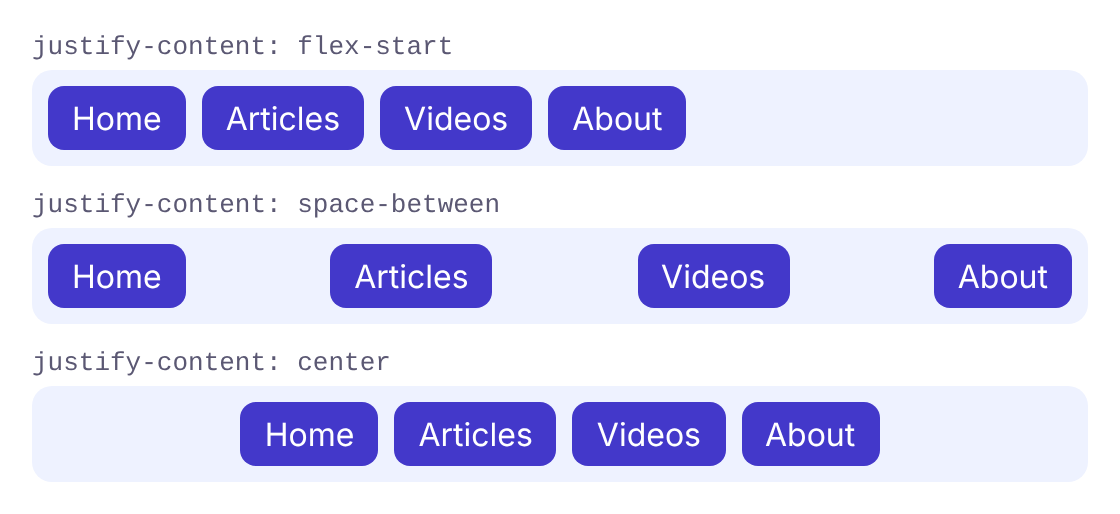 justify-content: flex-start
Home Articles Videos About
justify-content: space-between
Home Articles Videos About
justify-content: center
Home Articles Videos About